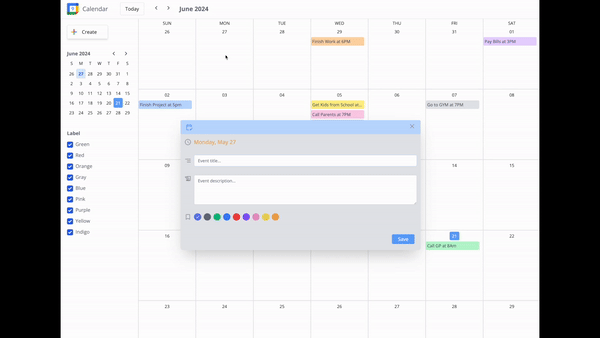 Calendar
Today
June 2024
Create
SUN MON TUE WED THU FRI SAT
26 27 28 29 30 31 01
Finish Work at 6PM
Pay Bills at 3PM
June 2024
S M T W T F S
26 27 28 29 30 31 1
2 3 4 5 6 7 8
9 10 11 12 13 14 15
16 17 18 19 20 21 22
23 24 25 26 27 28 29
02 03 04 05 06 07 08
Finish Project at 5pm
Get Kids from School at...
Go to GYM at 7PM
Call Parents at 7PM
Label
Green
Red
Orange
Gray
Blue
Pink
Purple
Yellow
Indigo
Monday, May 27
Event title...
Event description...
Save
09 14 15
16 21 22
Call GP at 8Am
23 24 25 26 27 28 29